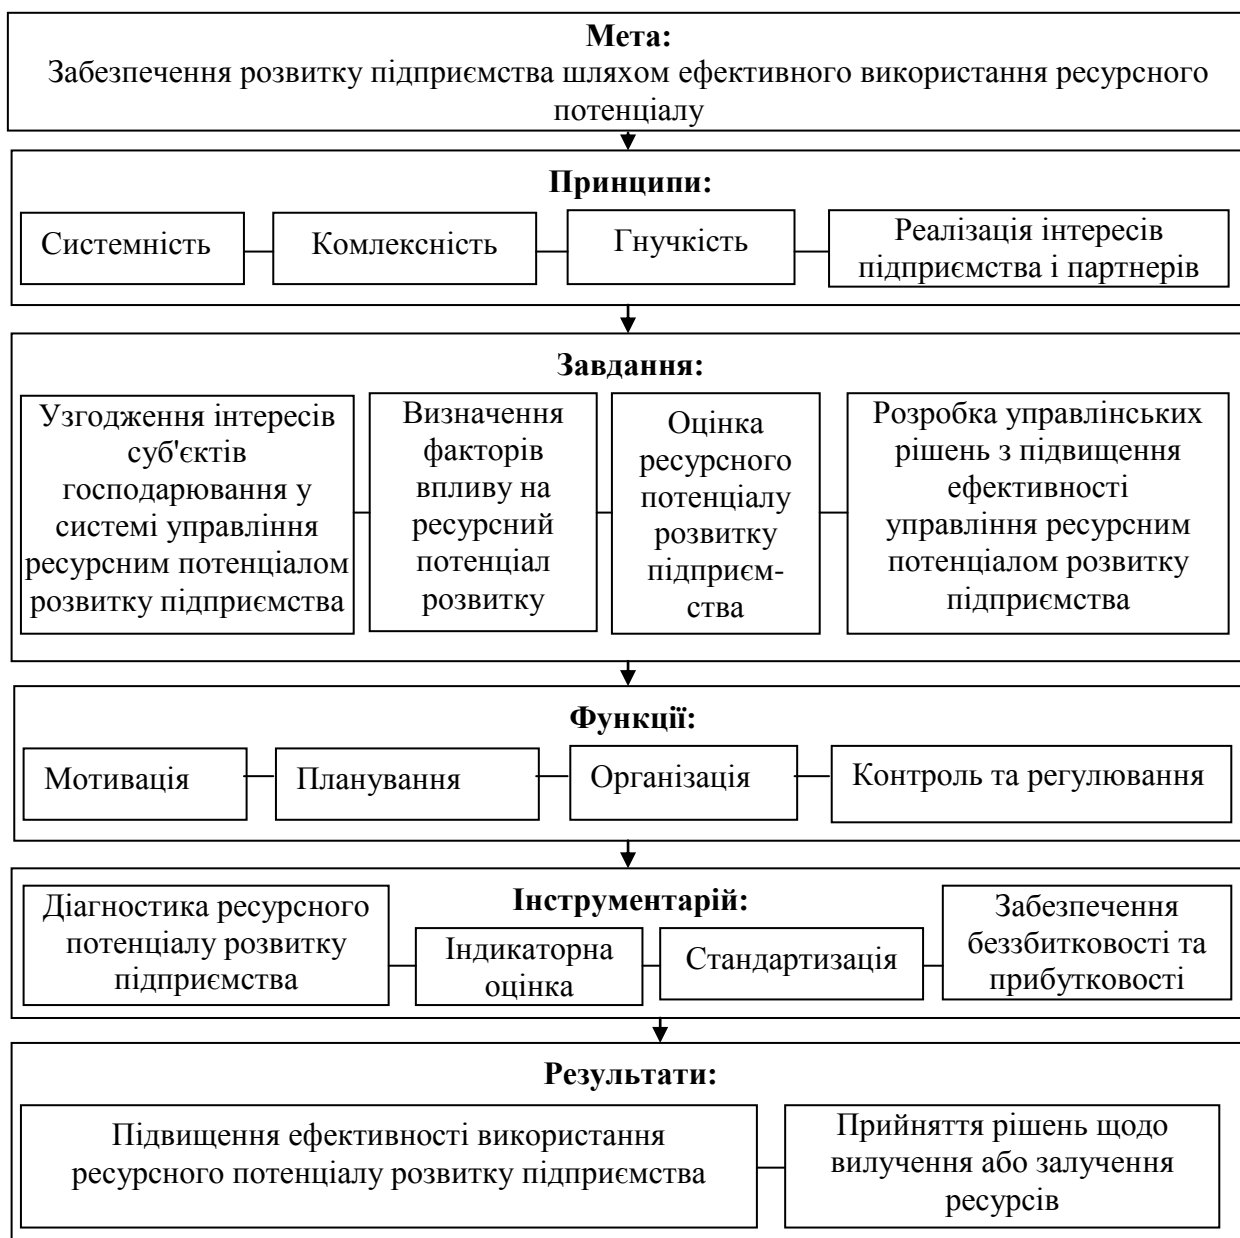 Мета:
Забезпечення розвитку підприємства шляхом ефективного використання ресурсного
потенціалу
Принципи:
Системність
Комлексність
Гнучкість
Реалізація інтересів
підприємства і партнерів
Завдання:
Узгодження інтересів
суб'єктів
господарювання у
системі управління
ресурсним потенціалом
розвитку підприємства
Визначення
факторів
впливу на
ресурсний
потенціал
розвитку
Оцінка
ресурсного
потенціалу
розвитку
підприєм-
ства
Розробка управлінських
рішень з підвищення
ефективності
управління ресурсним
потенціалом розвитку
підприємства
Функції:
Мотивація
Планування
Організація
Контроль та регулювання
Інструментарій:
Діагностика ресурсного
потенціалу розвитку
підприємства
Індикаторна
оцінка
Стандартизація
Забезпечення
беззбитковості та
прибутковості
Результати:
Підвищення ефективності використання
ресурсного потенціалу розвитку підприємства
Прийняття рішень щодо
вилучення або залучення
ресурсів